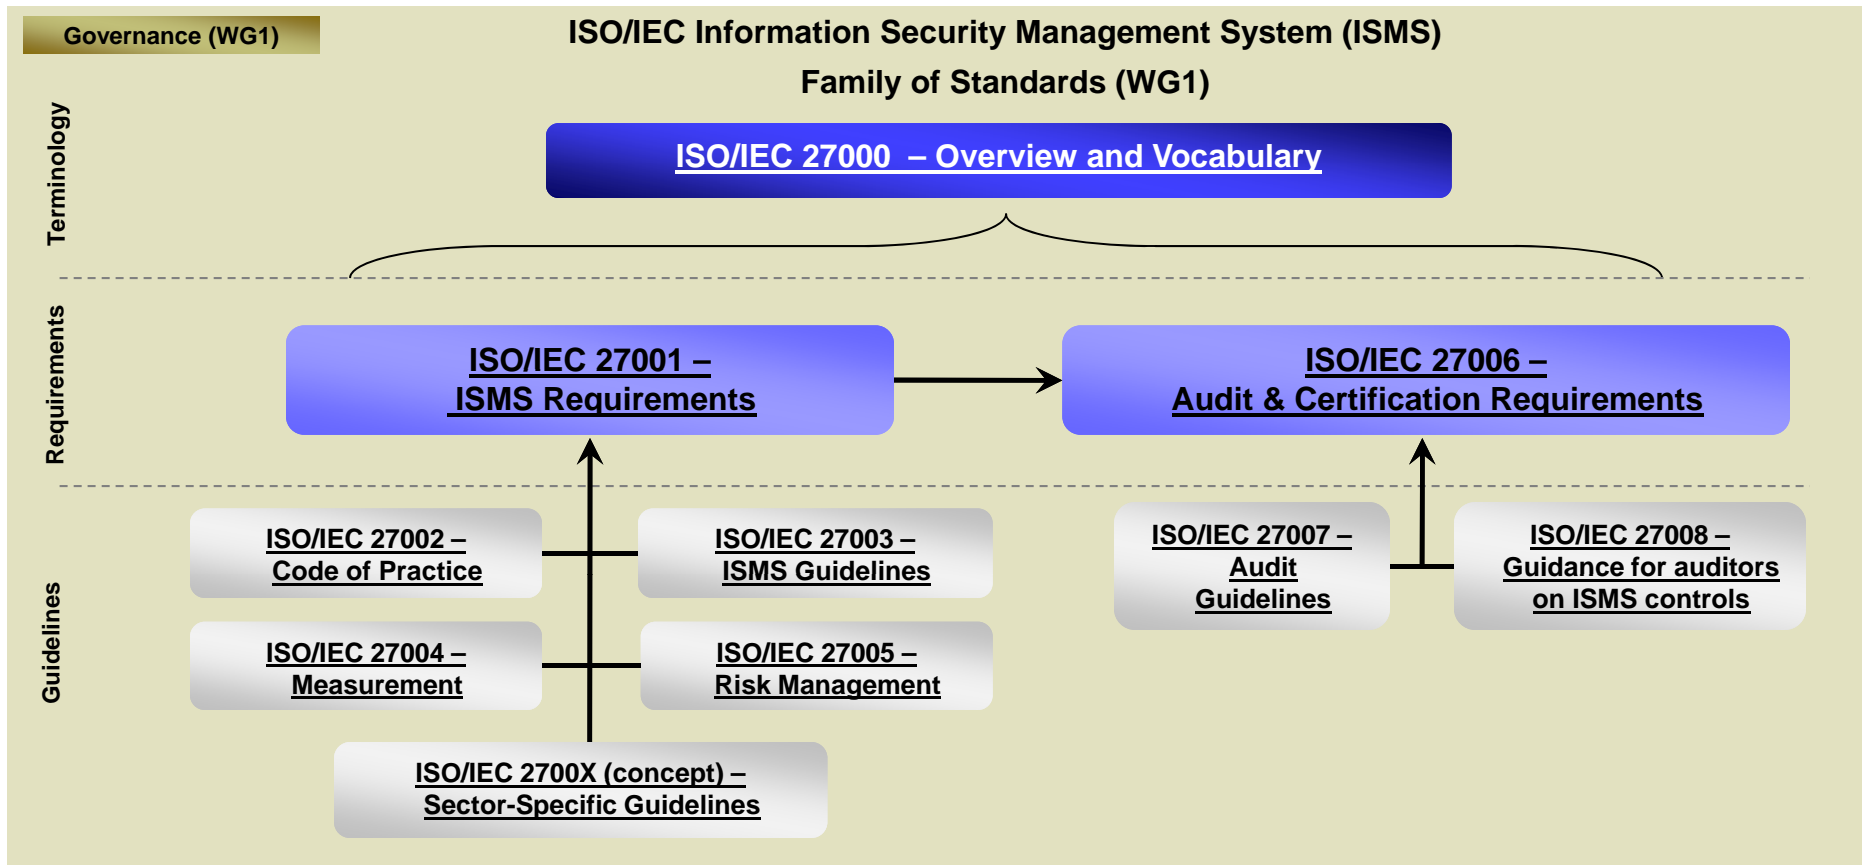 Governance (WG1)
ISO/IEC Information Security Management System (ISMS)
Family of Standards (WG1)
Terminology
ISO/IEC 27000 – Overview and Vocabulary
Requirements
ISO/IEC 27001 –
ISMS Requirements
ISO/IEC 27006 –
Audit & Certification Requirements
Guidelines
ISO/IEC 27002 –
Code of Practice
ISO/IEC 27003 –
ISMS Guidelines
ISO/IEC 27007 –
Audit
Guidelines
ISO/IEC 27008 –
Guidance for auditors
on ISMS controls
ISO/IEC 27004 –
Measurement
ISO/IEC 27005 –
Risk Management
ISO/IEC 2700X (concept) –
Sector-Specific Guidelines